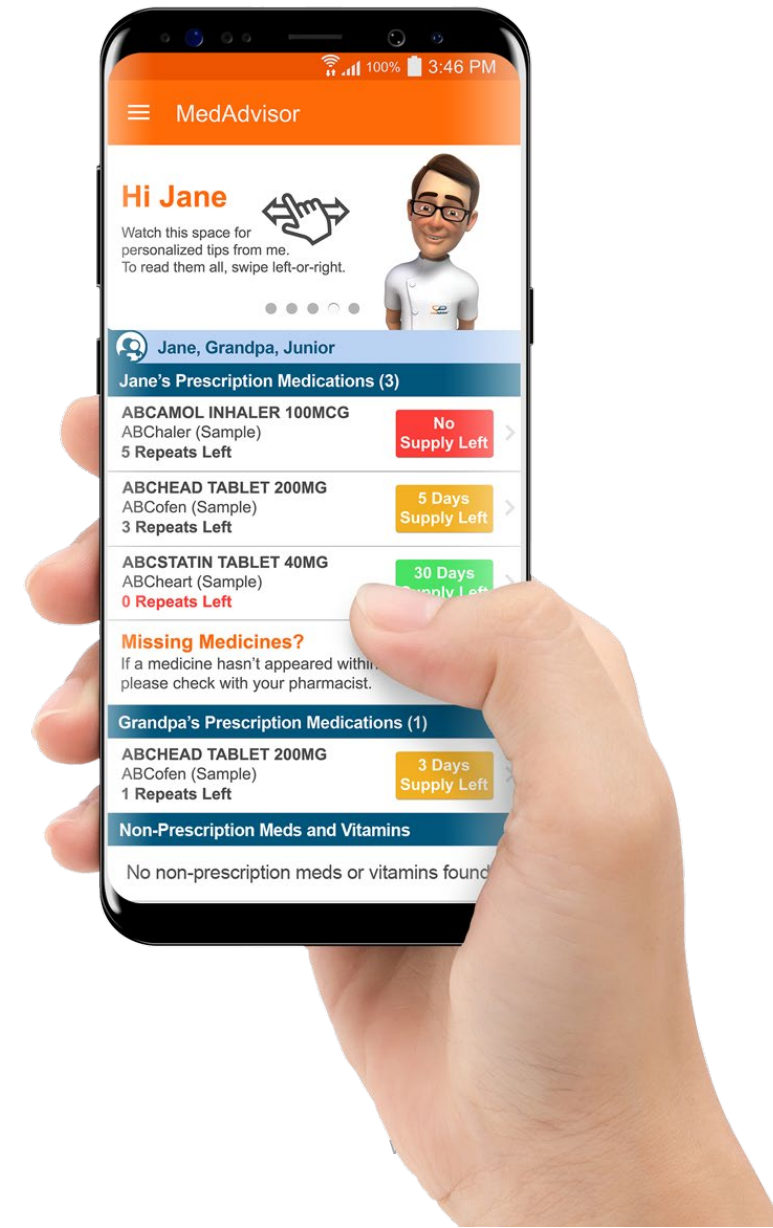 100% 3:46 PM
MedAdvisor
Hi Jane
Watch this space for
personalized tips from me.
To read them all, swipe left-or-right.
Jane, Grandpa, Junior
Jane's Prescription Medications (3)
ABCAMOL INHALER 100MCG
ABChaler (Sample)
5 Repeats Left
No
Supply Left
ABCHEAD TABLET 200MG
ABCofen (Sample)
3 Repeats Left
5 Days
Supply Left
ABCSTATIN TABLET 40MG
ABCheart (Sample)
0 Repeats Left
30 Days
Supply Left
Missing Medicines?
If a medicine hasn't appeared within
please check with your pharmacist.
Grandpa's Prescription Medications (1)
ABCHEAD TABLET 200MG
ABCofen (Sample)
1 Repeats Left
3 Days
Supply Left
Non-Prescription Meds and Vitamins
No non-prescription meds or vitamins found